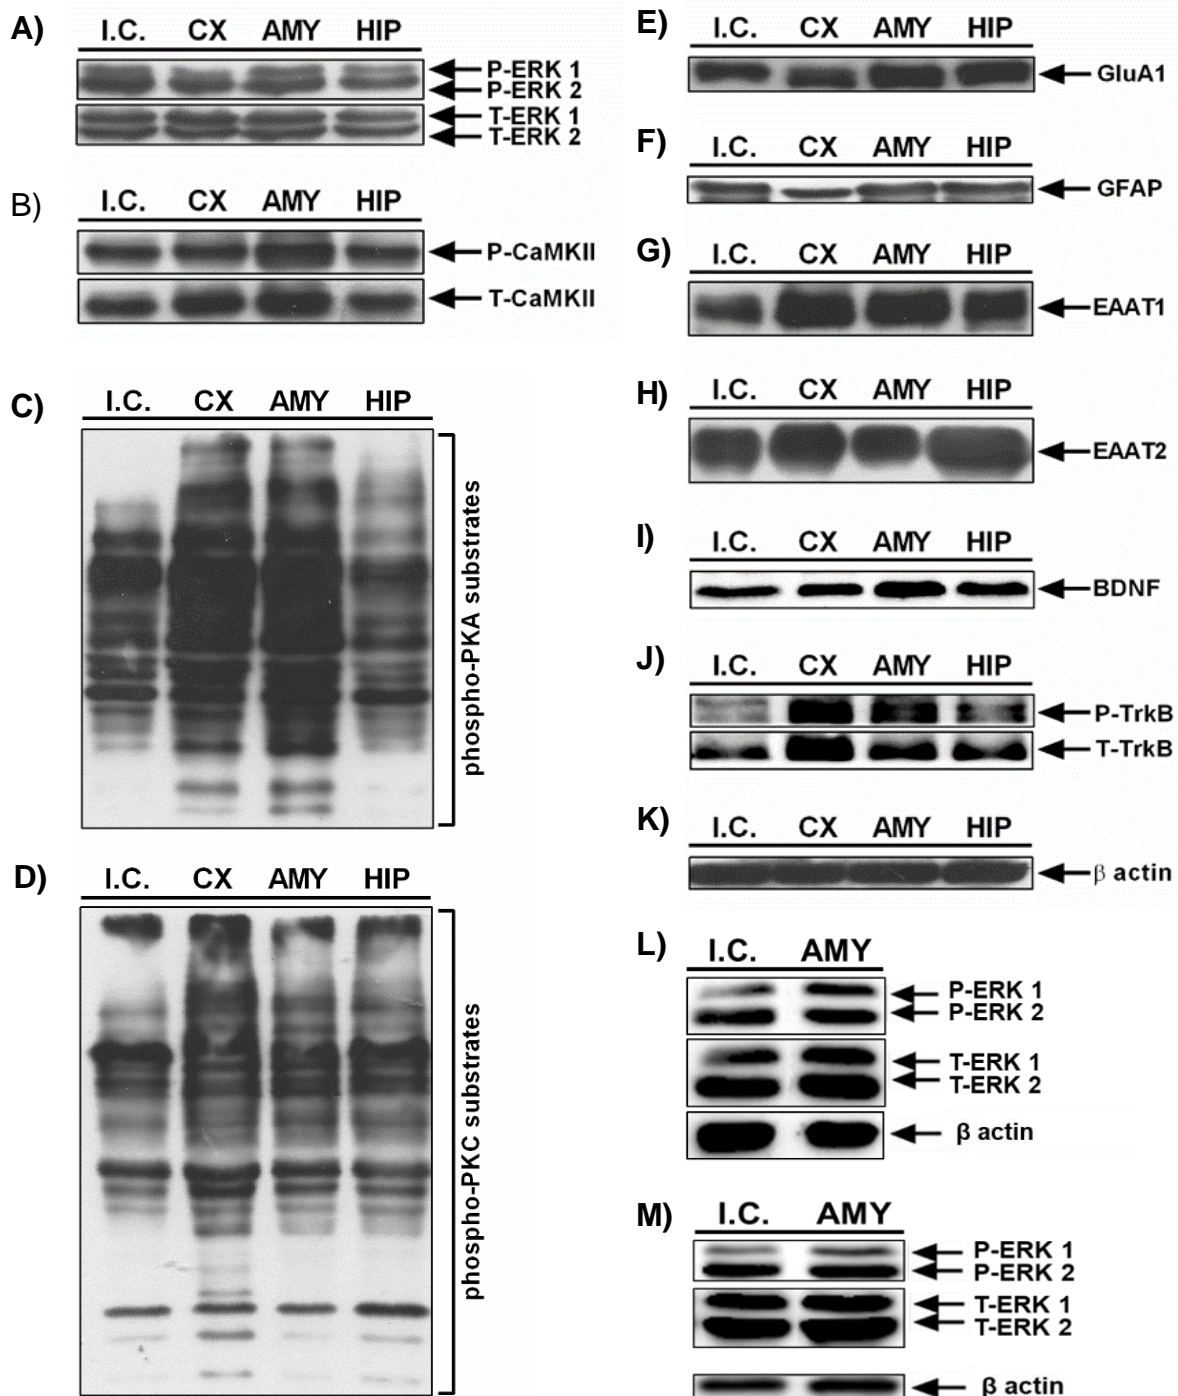 A)
I.C. CX AMY HIP
P-ERK 1
P-ERK 2
T-ERK 1
T-ERK 2
B)
I.C. CX AMY HIP
P-CaMKII
T-CaMKII
C)
I.C. CX AMY HIP
phospho-PKA substrates
D)
I.C. CX AMY HIP
phospho-PKC substrates
E)
I.C. CX AMY HIP
GluA1
F)
I.C. CX AMY HIP
GFAP
G)
I.C. CX AMY HIP
EAAT1
H)
I.C. CX AMY HIP
EAAT2
I)
I.C. CX AMY HIP
BDNF
J)
I.C. CX AMY HIP
P-TrkB
T-TrkB
K)
I.C. CX AMY HIP
β actin
L)
I.C. AMY
P-ERK 1
P-ERK 2
T-ERK 1
T-ERK 2
β actin
M)
I.C. AMY
P-ERK 1
P-ERK 2
T-ERK 1
T-ERK 2
β actin